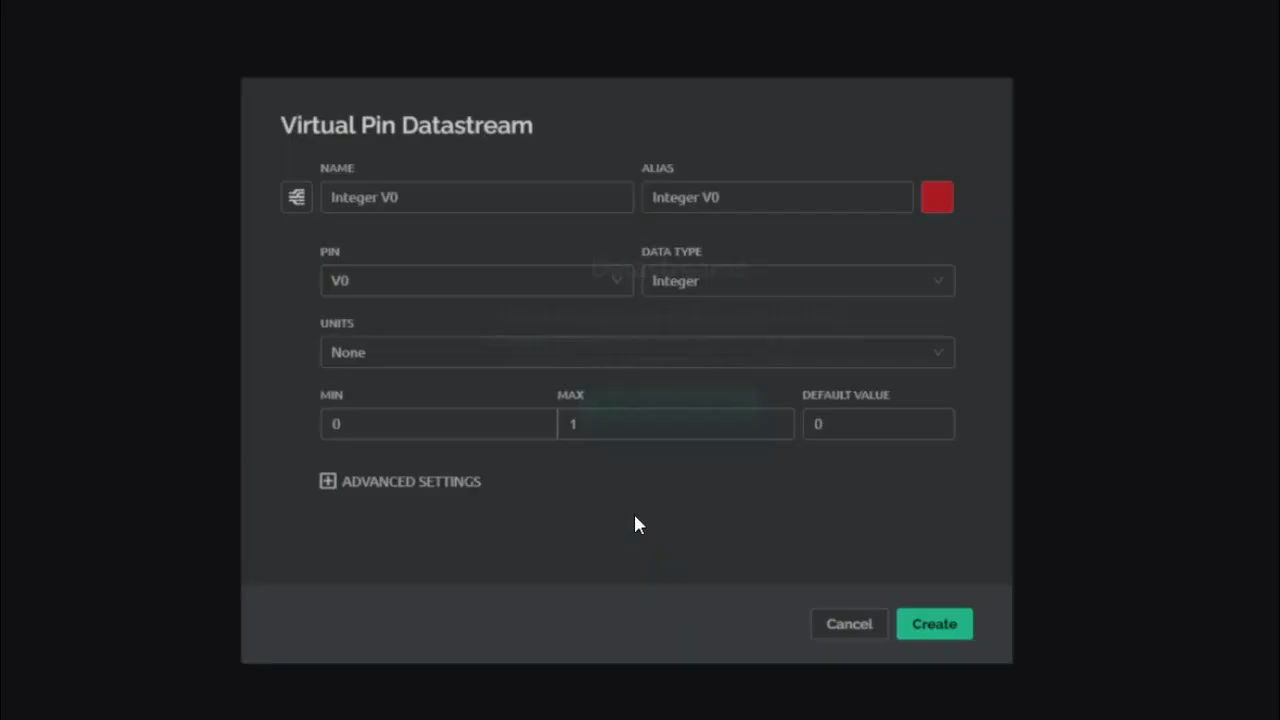 Virtual Pin Datastream
NAME ALIAS
Integer V0 Integer V0
PIN DATA TYPE
V0 Integer
UNITS
None
MIN MAX DEFAULT VALUE
0 1 0
ADVANCED SETTINGS
Cancel Create